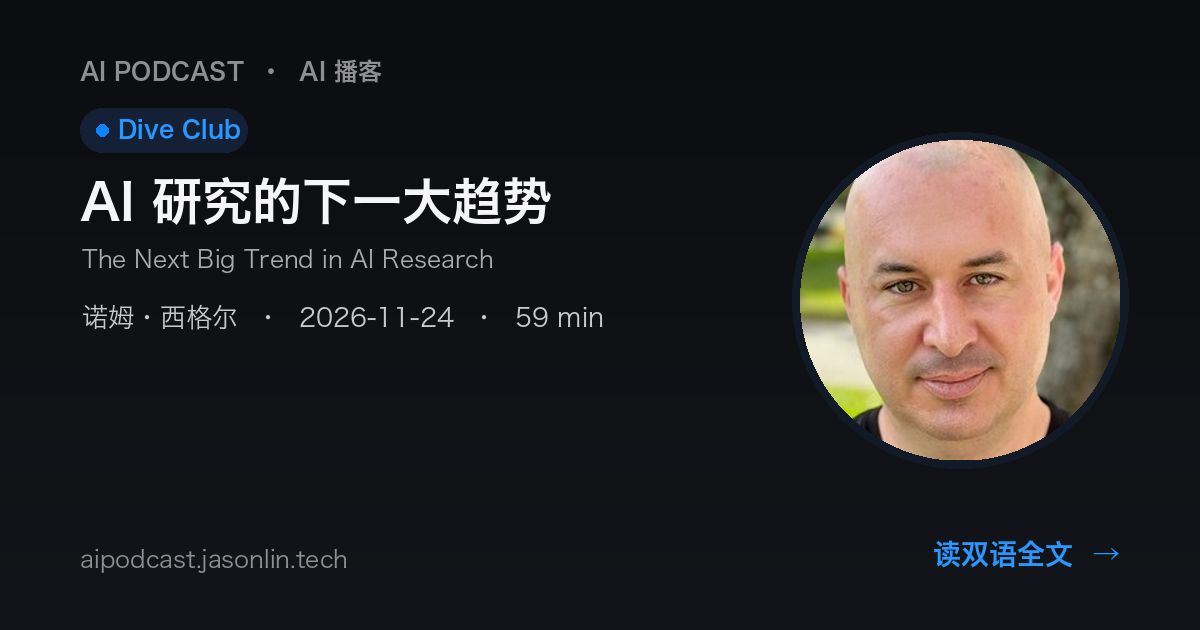 AI PODCAST · AI 播客
Dive Club
AI 研究的下一大趋势
The Next Big Trend in AI Research
诺姆·西格尔 · 2026-11-24 · 59 min
aipodcast.jasonlin.tech
读双语全文 →